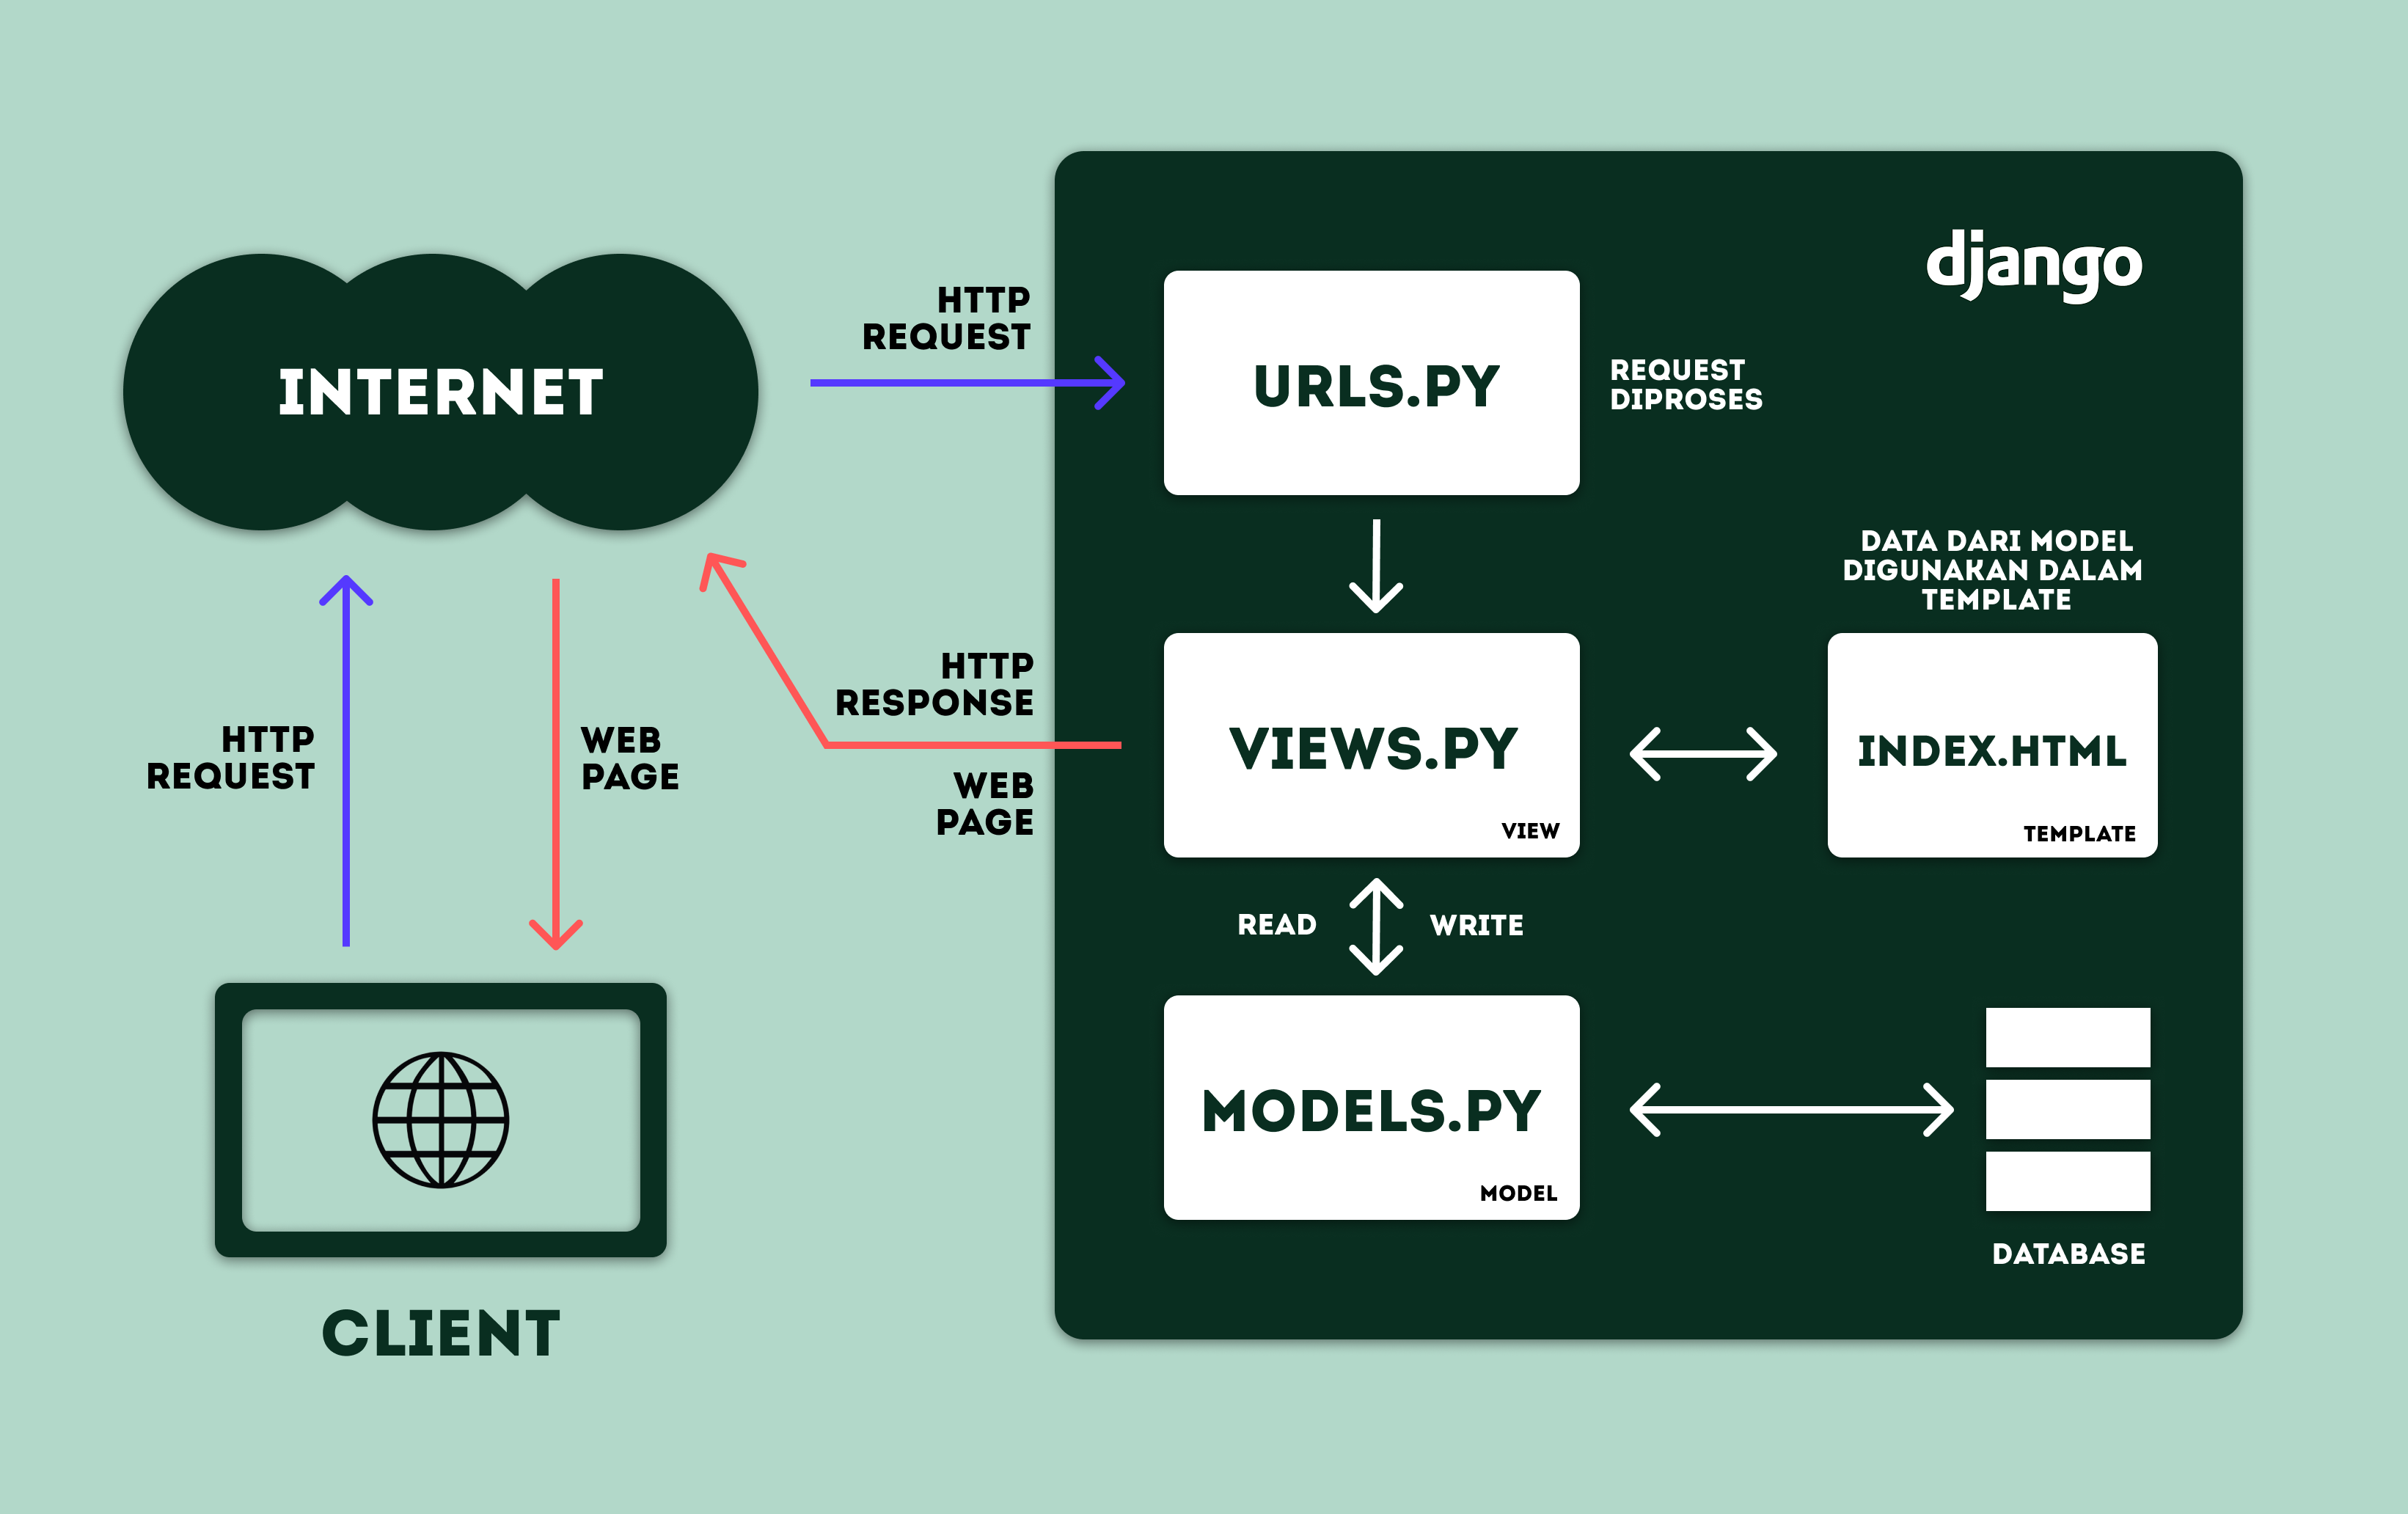 INTERNET
HTTP
REQUEST
WEB
PAGE
CLIENT
HTTP
REQUEST
HTTP
RESPONSE
WEB
PAGE
django
URLS.PY
REQUEST
DIPROSES
DATA DARI MODEL
DIGUNAKAN DALAM
TEMPLATE
VIEWS.PY
VIEW
INDEX.HTML
TEMPLATE
READ
WRITE
MODELS.PY
MODEL
DATABASE